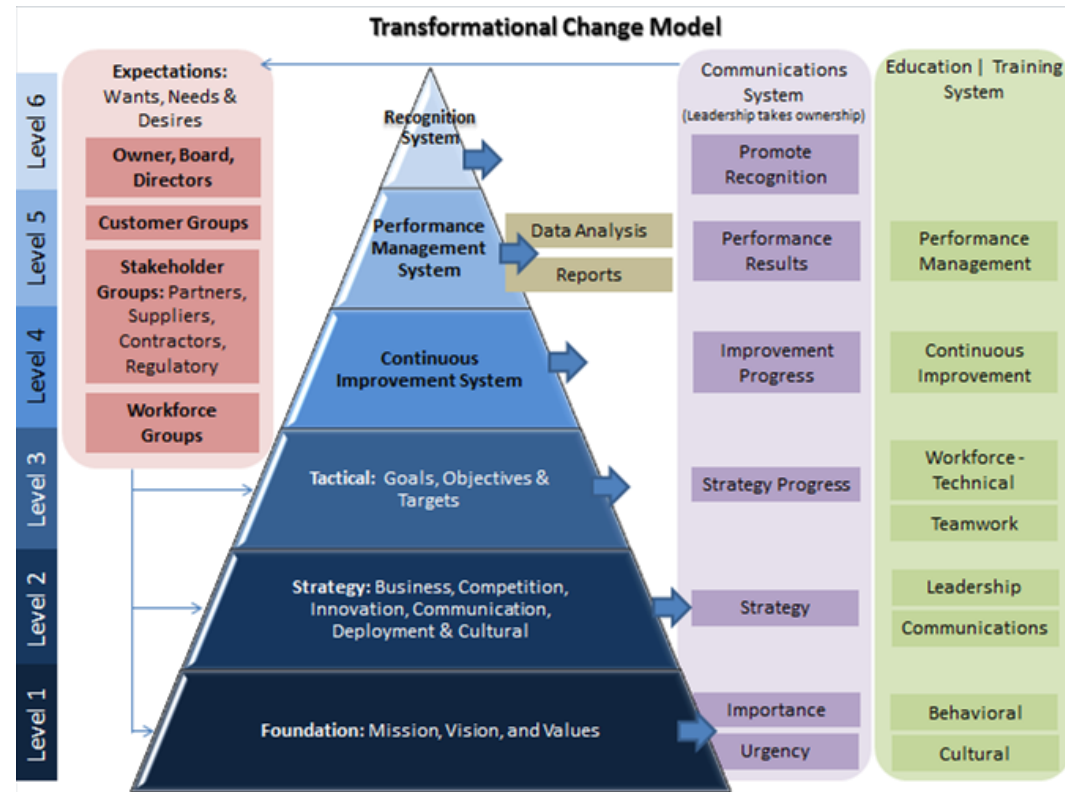 Transformational Change Model
Level 6
Level 5
Level 4
Level 3
Level 2
Level 1
Expectations:
Wants, Needs &
Desires
Owner, Board,
Directors
Customer Groups
Stakeholder
Groups: Partners,
Suppliers,
Contractors,
Regulatory
Workforce
Groups
Recognition
System
Performance
Management
System
Data Analysis
Reports
Continuous
Improvement System
Tactical: Goals, Objectives &
Targets
Strategy: Business, Competition,
Innovation, Communication,
Deployment & Cultural
Foundation: Mission, Vision, and Values
Communications
System
(Leadership takes ownership)
Promote
Recognition
Performance
Results
Improvement
Progress
Strategy Progress
Strategy
Importance
Urgency
Education | Training
System
Performance
Management
Continuous
Improvement
Workforce -
Technical
Teamwork
Leadership
Communications
Behavioral
Cultural